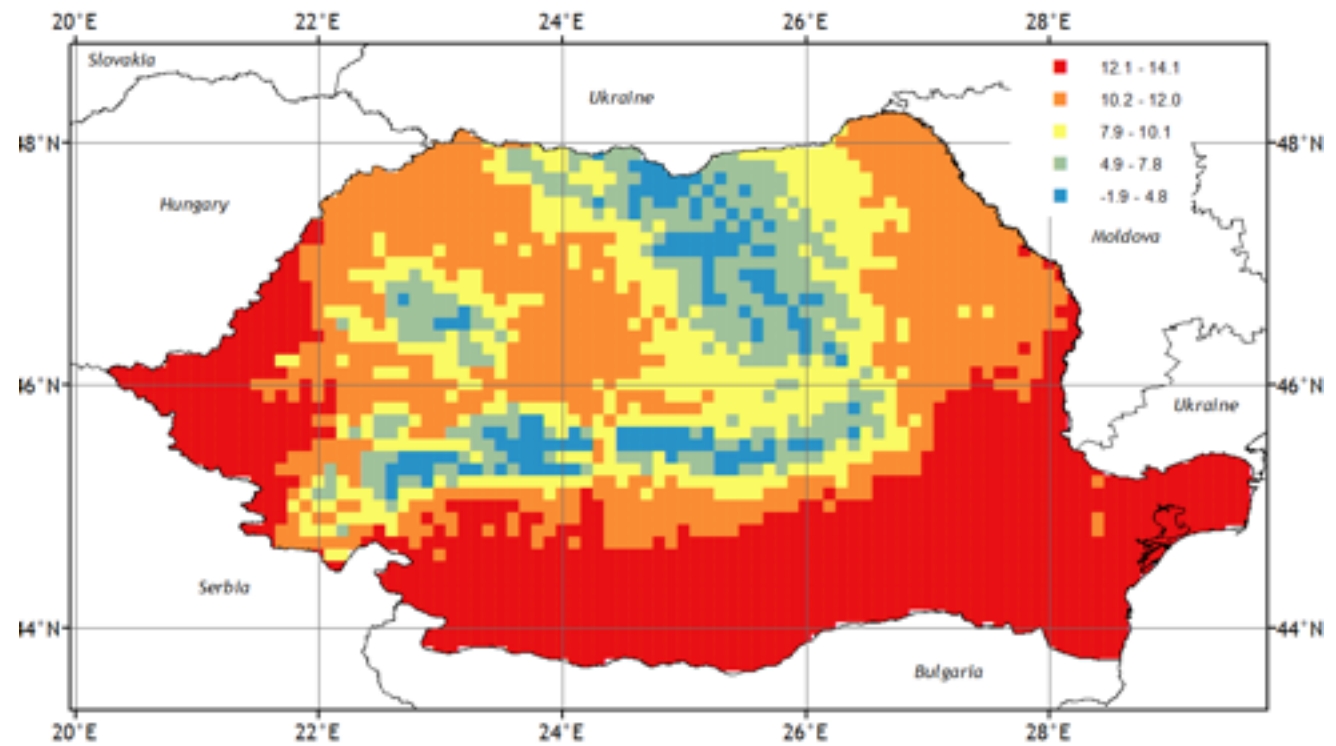 20°E 22°E 24°E 26°E 28°E
Slovakia
12.1 - 14.1
Ukraine
10.2 - 12.0
7.9 - 10.1
48°N 48°N
4.9 - 7.8
-1.9 - 4.8
Hungary
Moldova
46°N 46°N
Ukraine
Serbia
44°N 44°N
Bulgaria
20°E 22°E 24°E 26°E 28°E